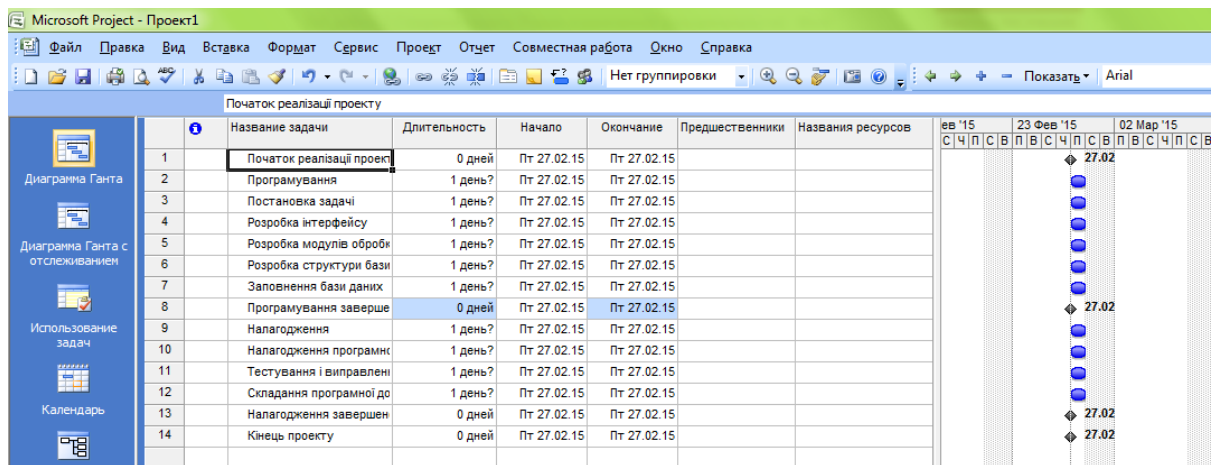 Microsoft Project - Проект1
Файл Правка Вид Вставка Формат Сервис Проект Отчет Совместная работа Окно Справка
Нет группировки Показать Arial
Початок реалізації проекту
Название задачи Длительность Начало Окончание Предшественники Названия ресурсов ев '15 23 Фев '15 02 Мар '15
С Ч П С В П В С Ч П С В П В С Ч П С В
1 Початок реалізації проект 0 дней Пт 27.02.15 Пт 27.02.15 27.02
Диаграмма Ганта
2 Програмування 1 день? Пт 27.02.15 Пт 27.02.15
3 Постановка задачі 1 день? Пт 27.02.15 Пт 27.02.15
4 Розробка інтерфейсу 1 день? Пт 27.02.15 Пт 27.02.15
Диаграмма Ганта с отслеживанием
5 Розробка модулів обробк 1 день? Пт 27.02.15 Пт 27.02.15
6 Розробка структури бази 1 день? Пт 27.02.15 Пт 27.02.15
7 Заповнення бази даних 1 день? Пт 27.02.15 Пт 27.02.15
8 Програмування заверше 0 дней Пт 27.02.15 Пт 27.02.15 27.02
Использование задач
9 Налагодження 1 день? Пт 27.02.15 Пт 27.02.15
10 Налагодження програмно 1 день? Пт 27.02.15 Пт 27.02.15
11 Тестування і виправлен 1 день? Пт 27.02.15 Пт 27.02.15
12 Складання програмної до 1 день? Пт 27.02.15 Пт 27.02.15
Календарь
13 Налагодження завершен 0 дней Пт 27.02.15 Пт 27.02.15 27.02
14 Кінець проекту 0 дней Пт 27.02.15 Пт 27.02.15 27.02